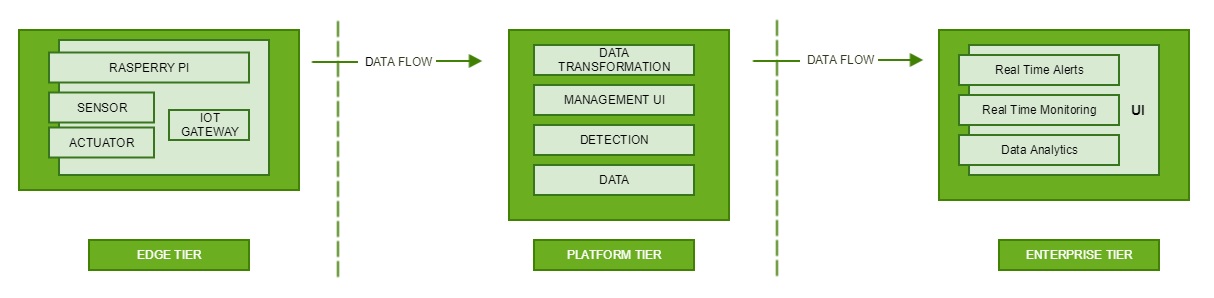 RASPERRY PI
SENSOR
ACTUATOR
IOT
GATEWAY
EDGE TIER
DATA FLOW
DATA
TRANSFORMATION
MANAGEMENT UI
DETECTION
DATA
PLATFORM TIER
DATA FLOW
Real Time Alerts
Real Time Monitoring
Data Analytics
UI
ENTERPRISE TIER